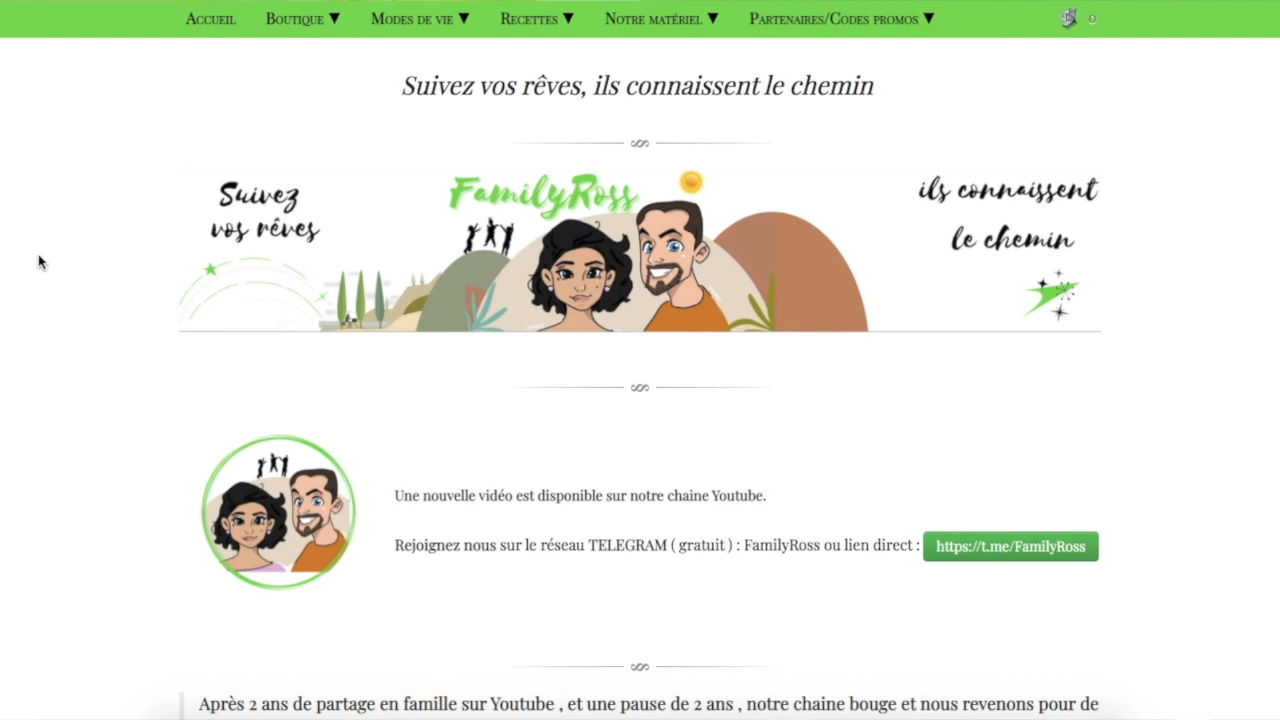 Accueil Boutique ▼ Modes de vie ▼ Recettes ▼ Notre matériel ▼ Partenaires/Codes promos ▼ 0
Suivez vos rêves, ils connaissent le chemin
Suivez
vos rêves
FamilyRoss
ils connaissent
le chemin
Une nouvelle vidéo est disponible sur notre chaine Youtube.
Rejoignez nous sur le réseau TELEGRAM ( gratuit ) : FamilyRoss ou lien direct : https://t.me/FamilyRoss
Après 2 ans de partage en famille sur Youtube , et une pause de 2 ans , notre chaine bouge et nous revenons pour de